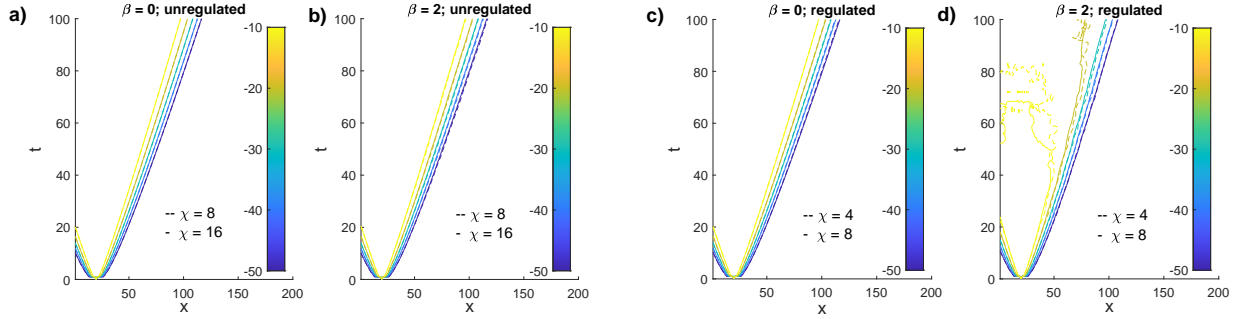 a) β = 0; unregulated
100
80
60
40
20
0
t
50 100 150 200
x
-- χ = 8
- χ = 16
-10
-20
-30
-40
-50
b) β = 2; unregulated
100
80
60
40
20
0
t
50 100 150 200
x
-- χ = 8
- χ = 16
-10
-20
-30
-40
-50
c) β = 0; regulated
100
80
60
40
20
0
t
50 100 150 200
x
-- χ = 4
- χ = 8
-10
-20
-30
-40
-50
d) β = 2; regulated
100
80
60
40
20
0
t
50 100 150 200
x
-- χ = 4
- χ = 8
-10
-20
-30
-40
-50